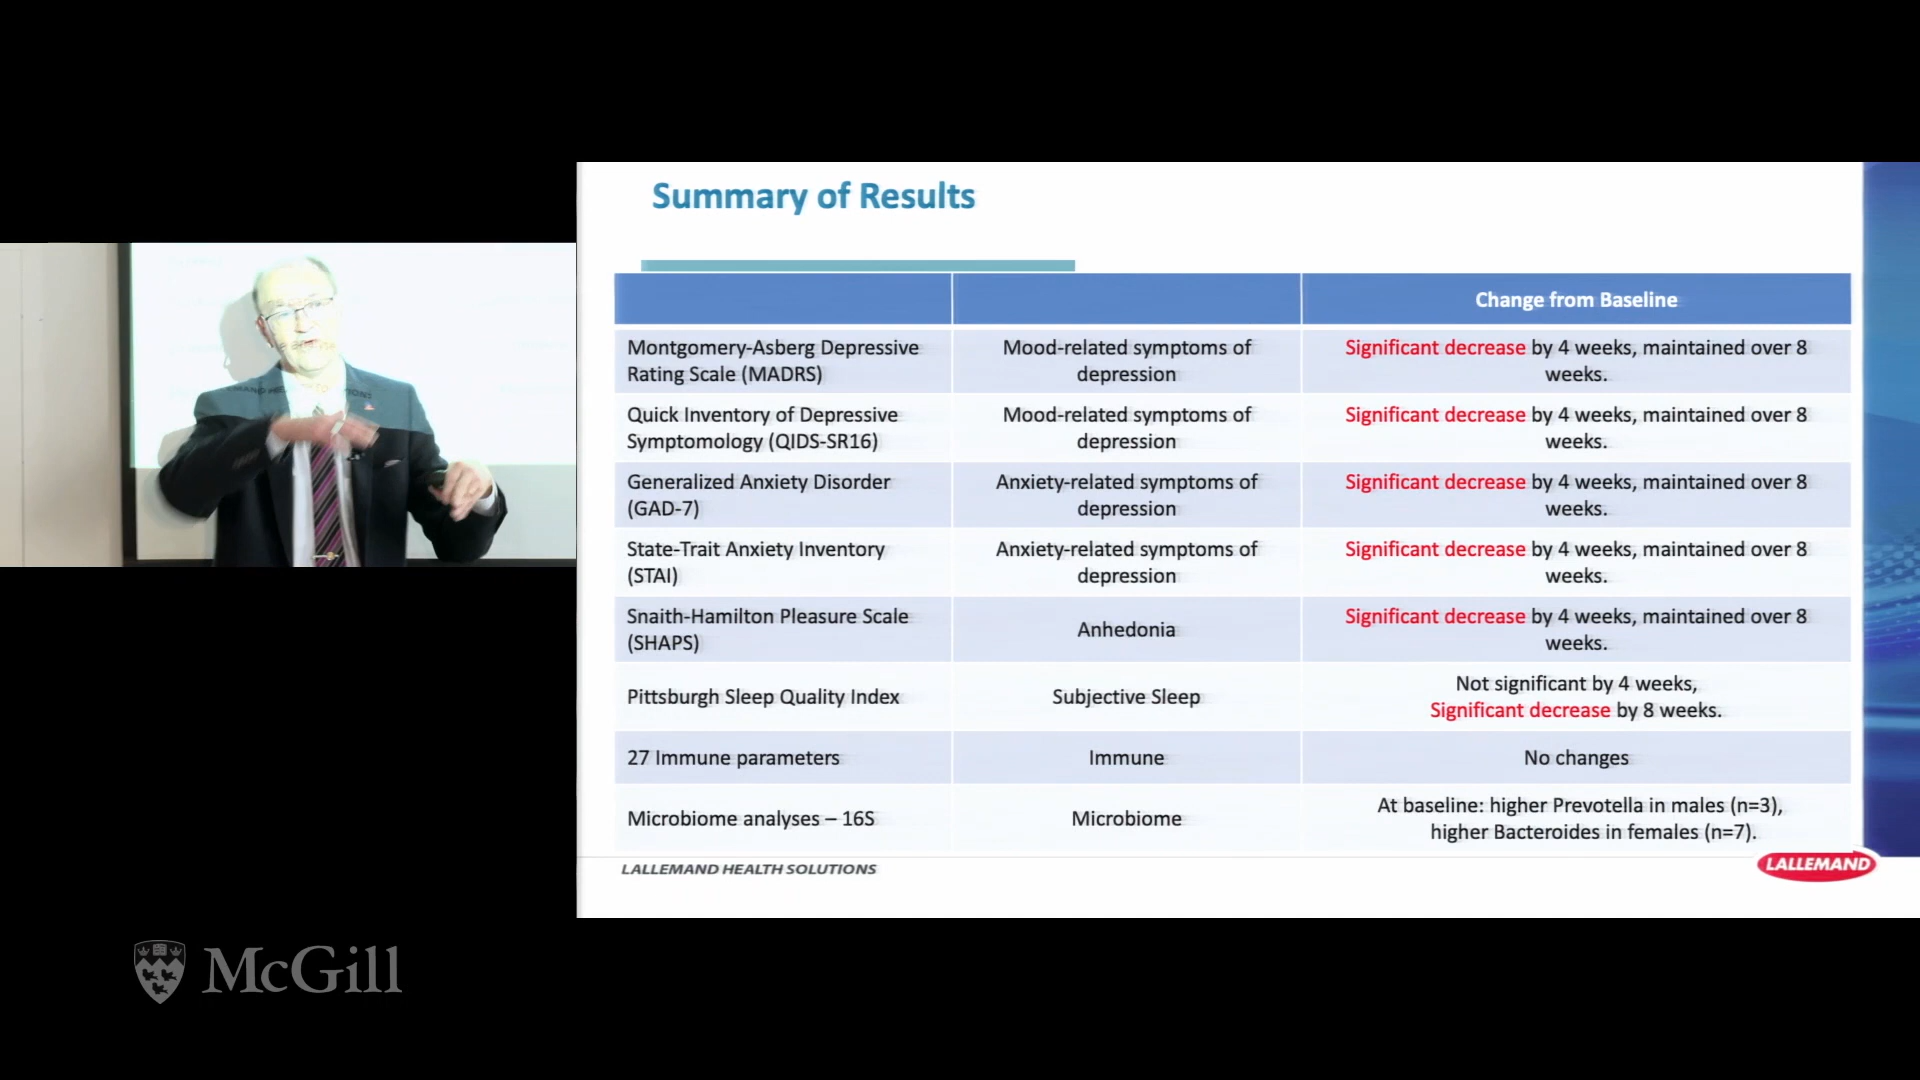 Summary of Results
Change from Baseline
Montgomery-Asberg Depressive
Rating Scale (MADRS)
Mood-related symptoms of
depression
Significant decrease by 4 weeks, maintained over 8
weeks.
Quick Inventory of Depressive
Symptomology (QIDS-SR16)
Mood-related symptoms of
depression
Significant decrease by 4 weeks, maintained over 8
weeks.
Generalized Anxiety Disorder
(GAD-7)
Anxiety-related symptoms of
depression
Significant decrease by 4 weeks, maintained over 8
weeks.
State-Trait Anxiety Inventory
(STAI)
Anxiety-related symptoms of
depression
Significant decrease by 4 weeks, maintained over 8
weeks.
Snaith-Hamilton Pleasure Scale
(SHAPS)
Anhedonia
Significant decrease by 4 weeks, maintained over 8
weeks.
Pittsburgh Sleep Quality Index
Subjective Sleep
Not significant by 4 weeks,
Significant decrease by 8 weeks.
27 Immune parameters
Immune
No changes
Microbiome analyses – 16S
Microbiome
At baseline: higher Prevotella in males (n=3),
higher Bacteroides in females (n=7).
LALLEMAND HEALTH SOLUTIONS
LALLEMAND
McGill